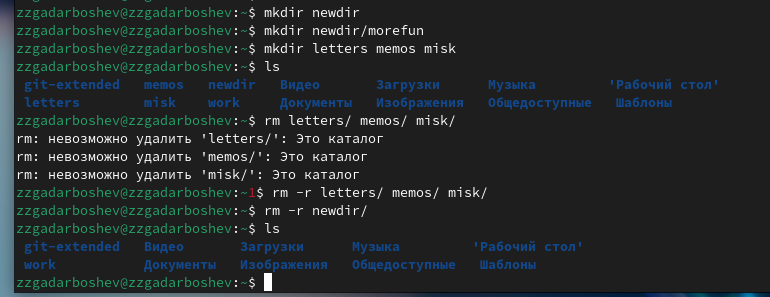 zzgadarboshev@zzgadarboshev:~$ mkdir newdir
zzgadarboshev@zzgadarboshev:~$ mkdir newdir/morefun
zzgadarboshev@zzgadarboshev:~$ mkdir letters memos misk
zzgadarboshev@zzgadarboshev:~$ ls
git-extended memos newdir Видео Загрузки Музыка 'Рабочий стол'
letters misk work Документы Изображения Общедоступные Шаблоны
zzgadarboshev@zzgadarboshev:~$ rm letters/ memos/ misk/
rm: невозможно удалить 'letters/': Это каталог
rm: невозможно удалить 'memos/': Это каталог
rm: невозможно удалить 'misk/': Это каталог
zzgadarboshev@zzgadarboshev:~1$ rm -r letters/ memos/ misk/
zzgadarboshev@zzgadarboshev:~$ rm -r newdir/
zzgadarboshev@zzgadarboshev:~$ ls
git-extended Видео Загрузки Музыка 'Рабочий стол'
work Документы Изображения Общедоступные Шаблоны
zzgadarboshev@zzgadarboshev:~$